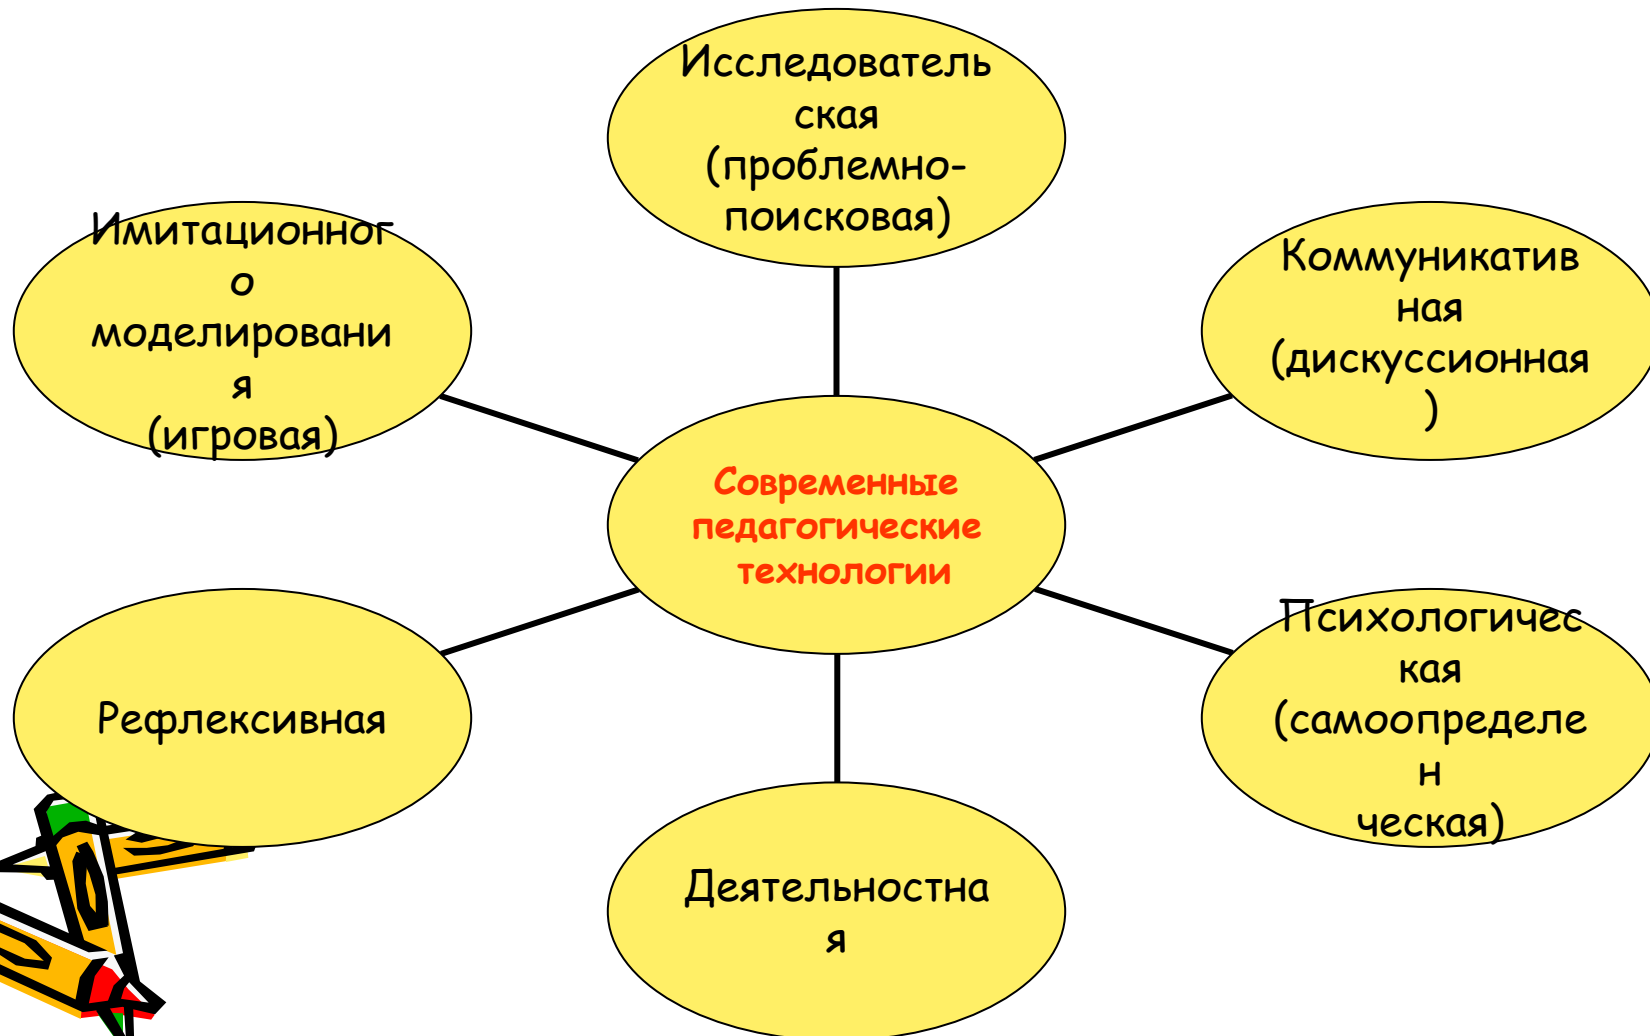 Исследователь
ская
(проблемно-
поисковая)
Имитационног
о
моделировани
я
(игровая)
Коммуникатив
ная
(дискуссионная
)
Современные
педагогические
технологии
Рефлексивная
Психологичес
кая
(самоопределе
н
ческая)
Деятельностна
я